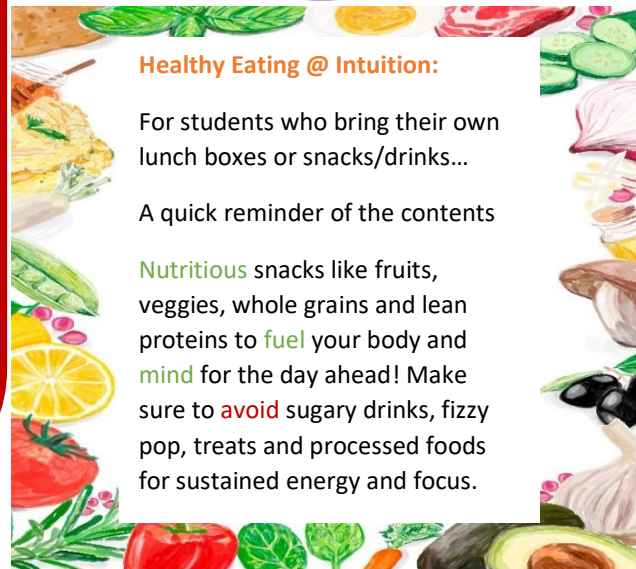 Healthy Eating @ Intuition:
For students who bring their own
lunch boxes or snacks/drinks…
A quick reminder of the contents
Nutritious snacks like fruits,
veggies, whole grains and lean
proteins to fuel your body and
mind for the day ahead! Make
sure to avoid sugary drinks, fizzy
pop, treats and processed foods
for sustained energy and focus.